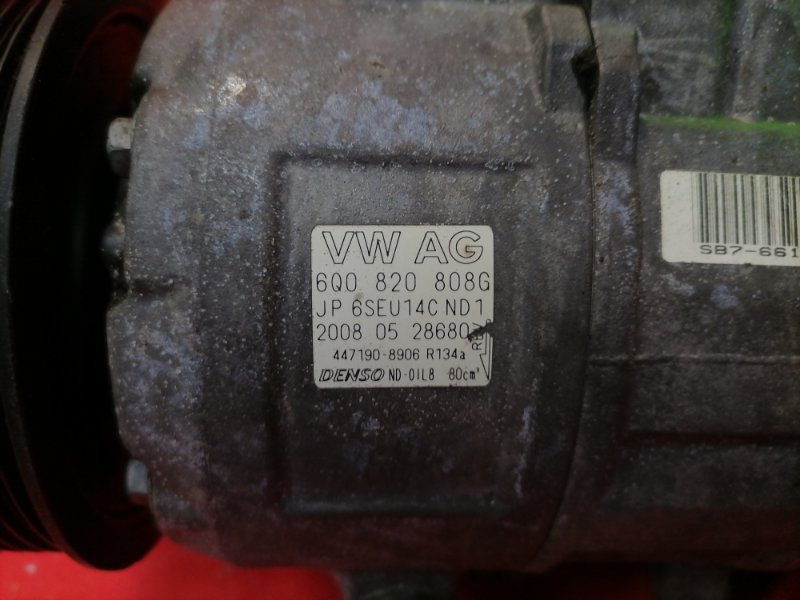 VW AG
6Q0 820 808G
JP 6SEU14C ND1
2008 05 28680
447190-8906 R134a
DENSO ND-OIL8 80cm³
SB7-661